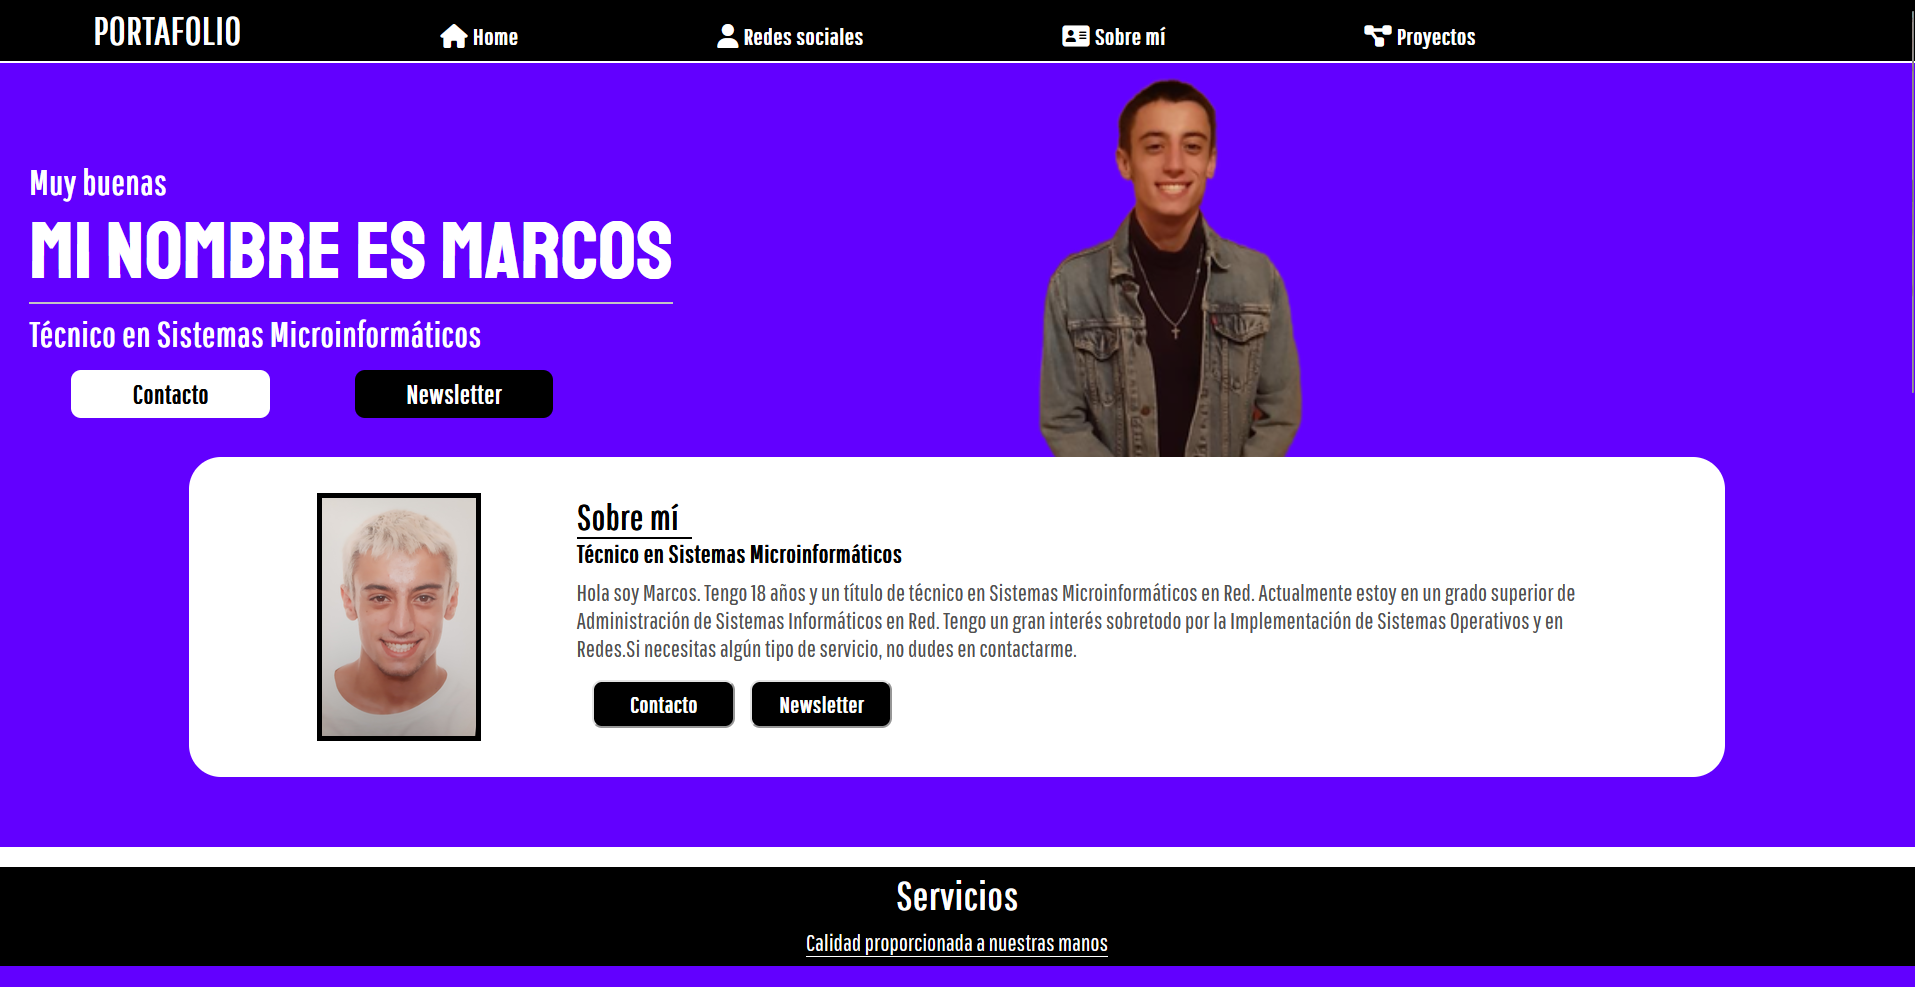 PORTAFOLIO
Home
Redes sociales
Sobre mí
Proyectos
Muy buenas
MI NOMBRE ES MARCOS
Técnico en Sistemas Microinformáticos
Contacto
Newsletter
Sobre mí
Técnico en Sistemas Microinformáticos
Hola soy Marcos. Tengo 18 años y un título de técnico en Sistemas Microinformáticos en Red. Actualmente estoy en un grado superior de
Administración de Sistemas Informáticos en Red. Tengo un gran interés sobretodo por la Implementación de Sistemas Operativos y en
Redes.Si necesitas algún tipo de servicio, no dudes en contactarme.
Contacto
Newsletter
Servicios
Calidad proporcionada a nuestras manos